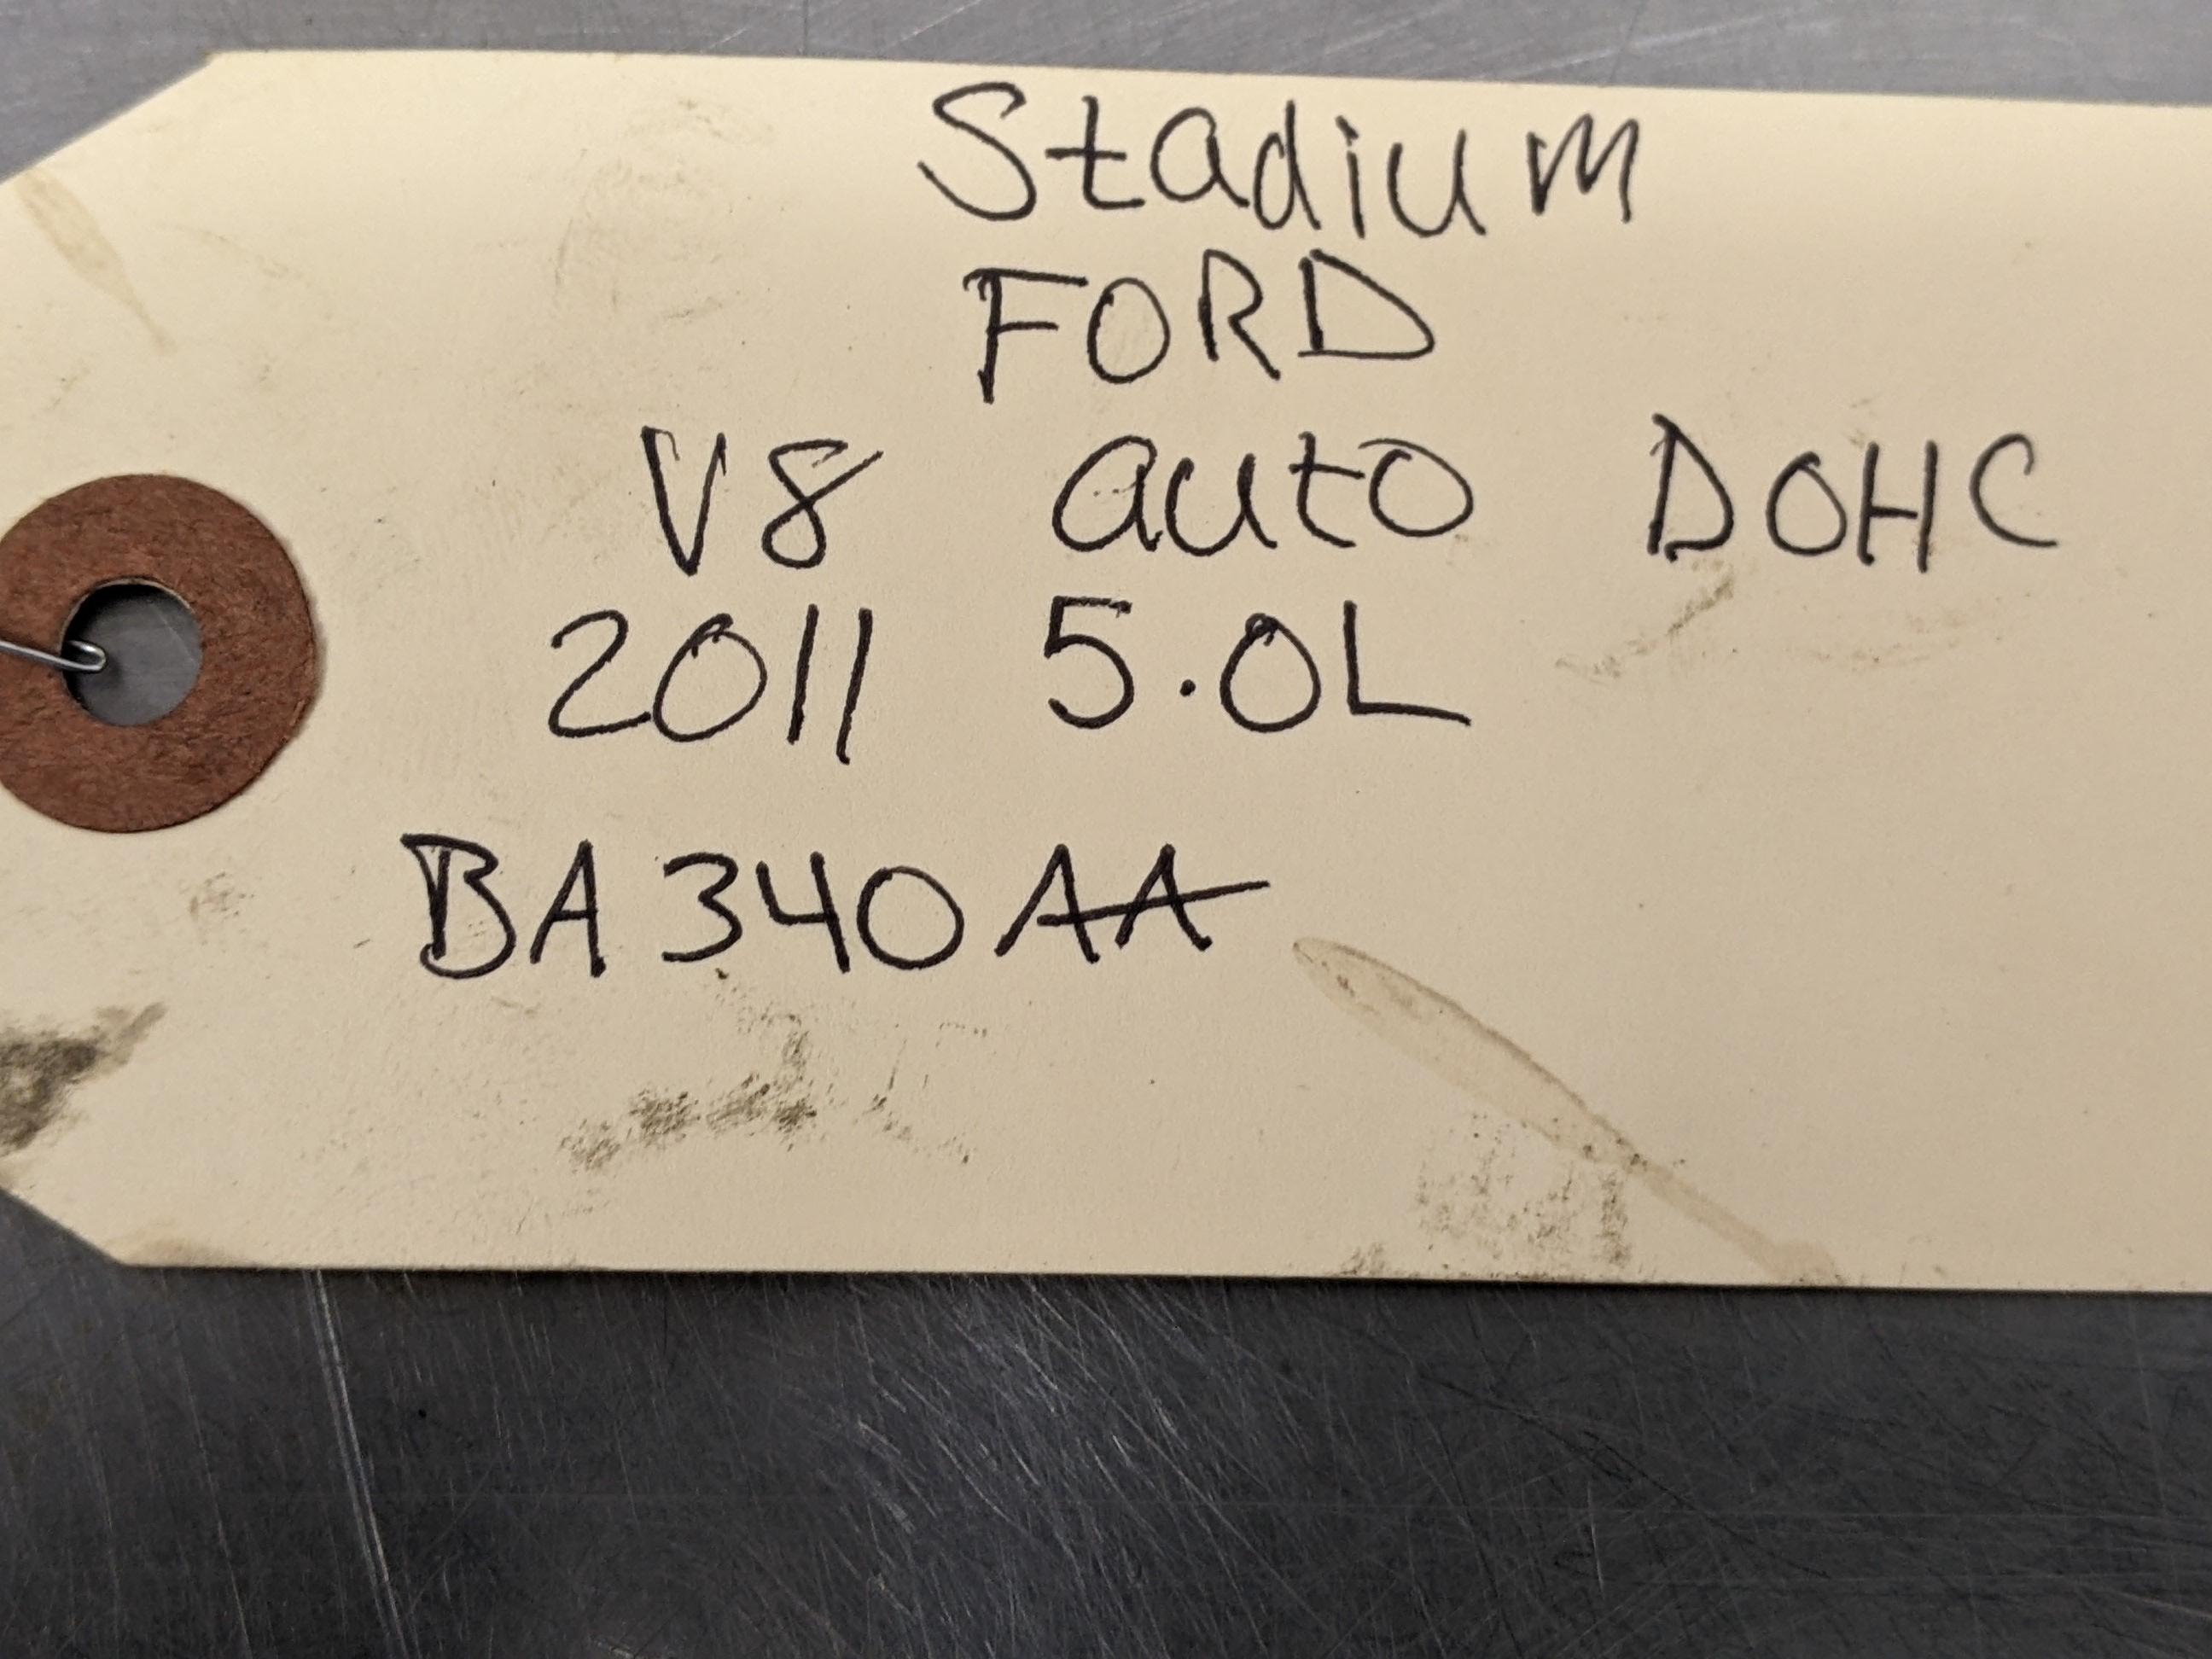 Stadium
FORD
V8 auto DOHC
2011 5.0L
BA340AA